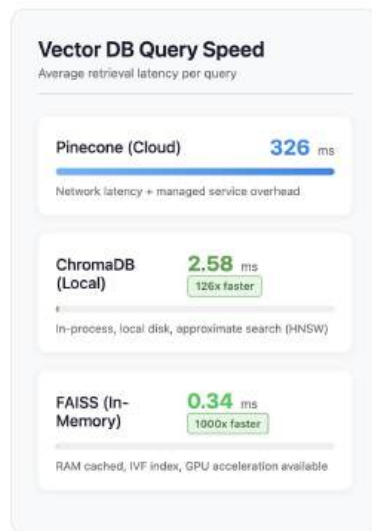 Vector DB Query Speed
Average retrieval latency per query
Pinecone (Cloud) 326 ms
Network latency + managed service overhead
ChromaDB 2.58 ms
(Local) 126x faster
In-process, local disk, approximate search (HNSW)
FAISS (In- 0.34 ms
Memory) 1000x faster
RAM cached, IVF index, GPU acceleration available